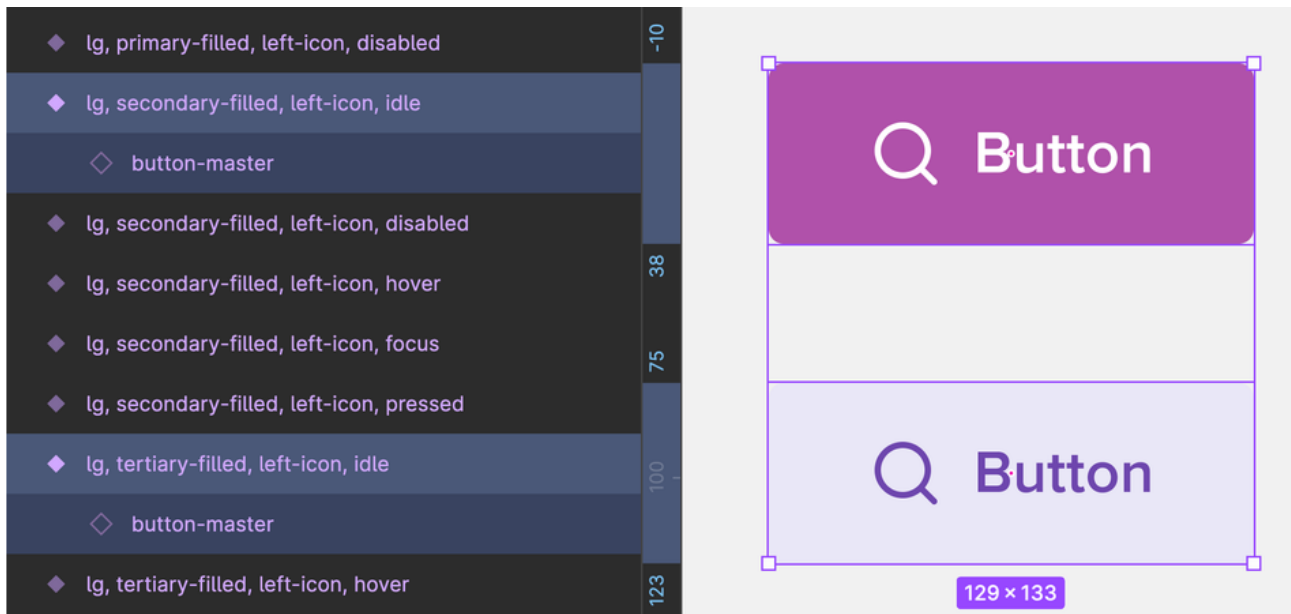 lg, primary-filled, left-icon, disabled
lg, secondary-filled, left-icon, idle
button-master
lg, secondary-filled, left-icon, disabled
lg, secondary-filled, left-icon, hover
lg, secondary-filled, left-icon, focus
lg, secondary-filled, left-icon, pressed
lg, tertiary-filled, left-icon, idle
button-master
lg, tertiary-filled, left-icon, hover
-10
38
75
100
123
Button
Button
129 × 133